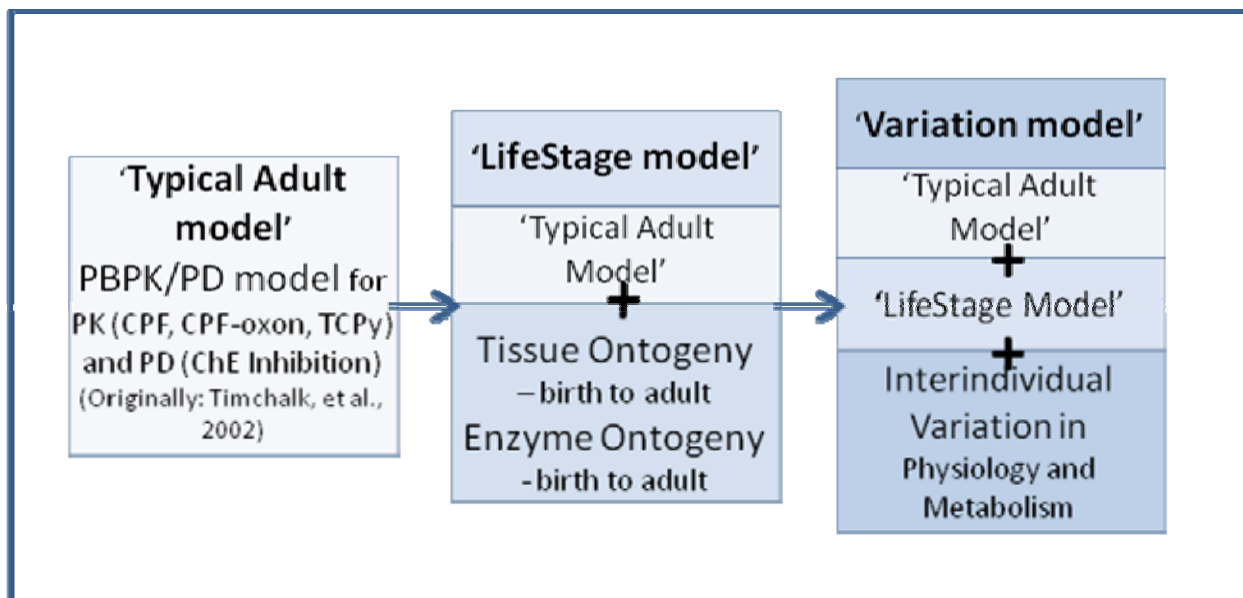 ‘Typical Adult
model’
PBPK/PD model for
PK (CPF, CPF-oxon, TCPy)
and PD (ChE Inhibition)
(Originally: Timchalk, et al.,
2002)
‘LifeStage model’
‘Typical Adult
Model’
+
Tissue Ontogeny
–birth to adult
Enzyme Ontogeny
-birth to adult
‘Variation model’
‘Typical Adult
Model’
+
‘LifeStage Model’
+
Interindividual
Variation in
Physiology and
Metabolism